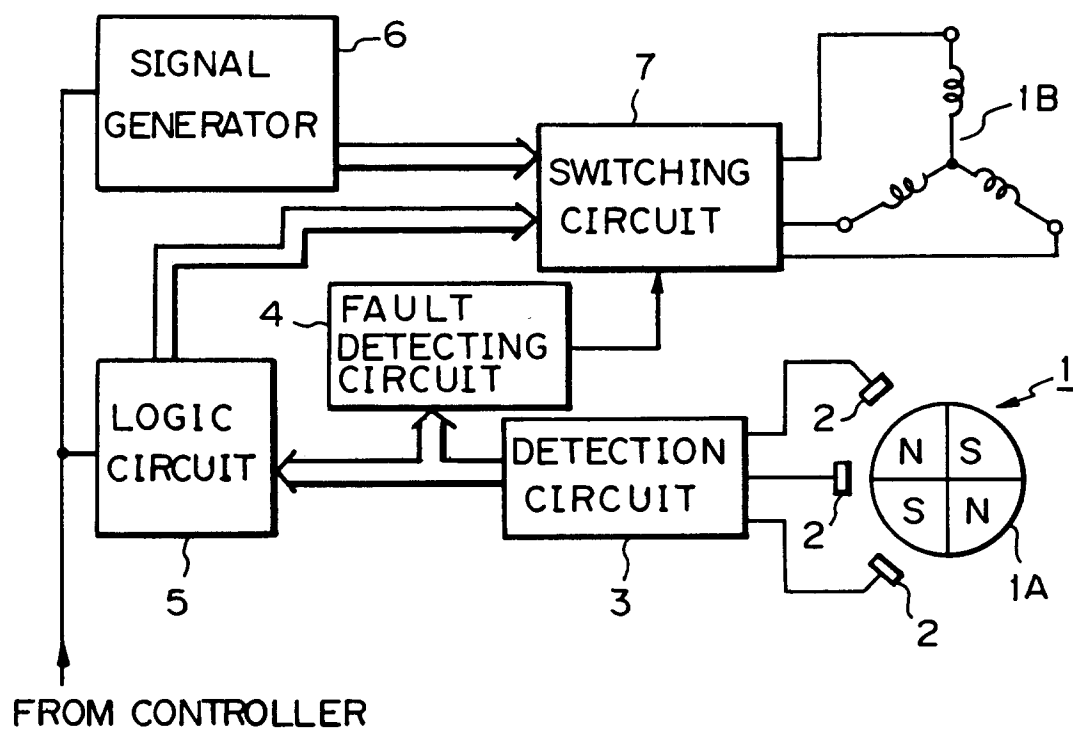 SIGNAL
GENERATOR
6
7
SWITCHING
CIRCUIT
1B
4
FAULT
DETECTING
CIRCUIT
LOGIC
CIRCUIT
5
DETECTION
CIRCUIT
3
2
2
2
1
N S
S N
1A
FROM CONTROLLER